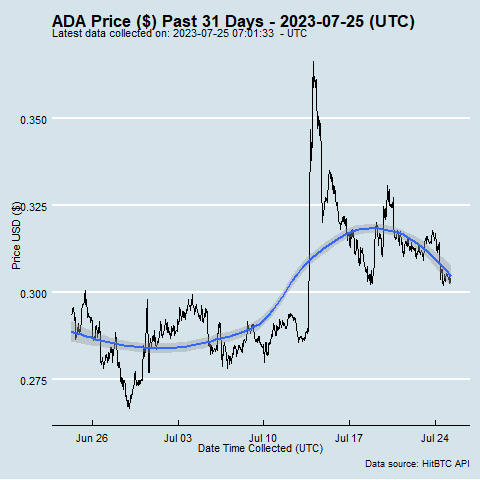 ADA Price ($) Past 31 Days - 2023-07-25 (UTC)
Latest data collected on: 2023-07-25 07:01:33 - UTC
Price USD ($)
0.350
0.325
0.300
0.275
Jun 26 Jul 03 Jul 10 Jul 17 Jul 24
Date Time Collected (UTC)
Data source: HitBTC API